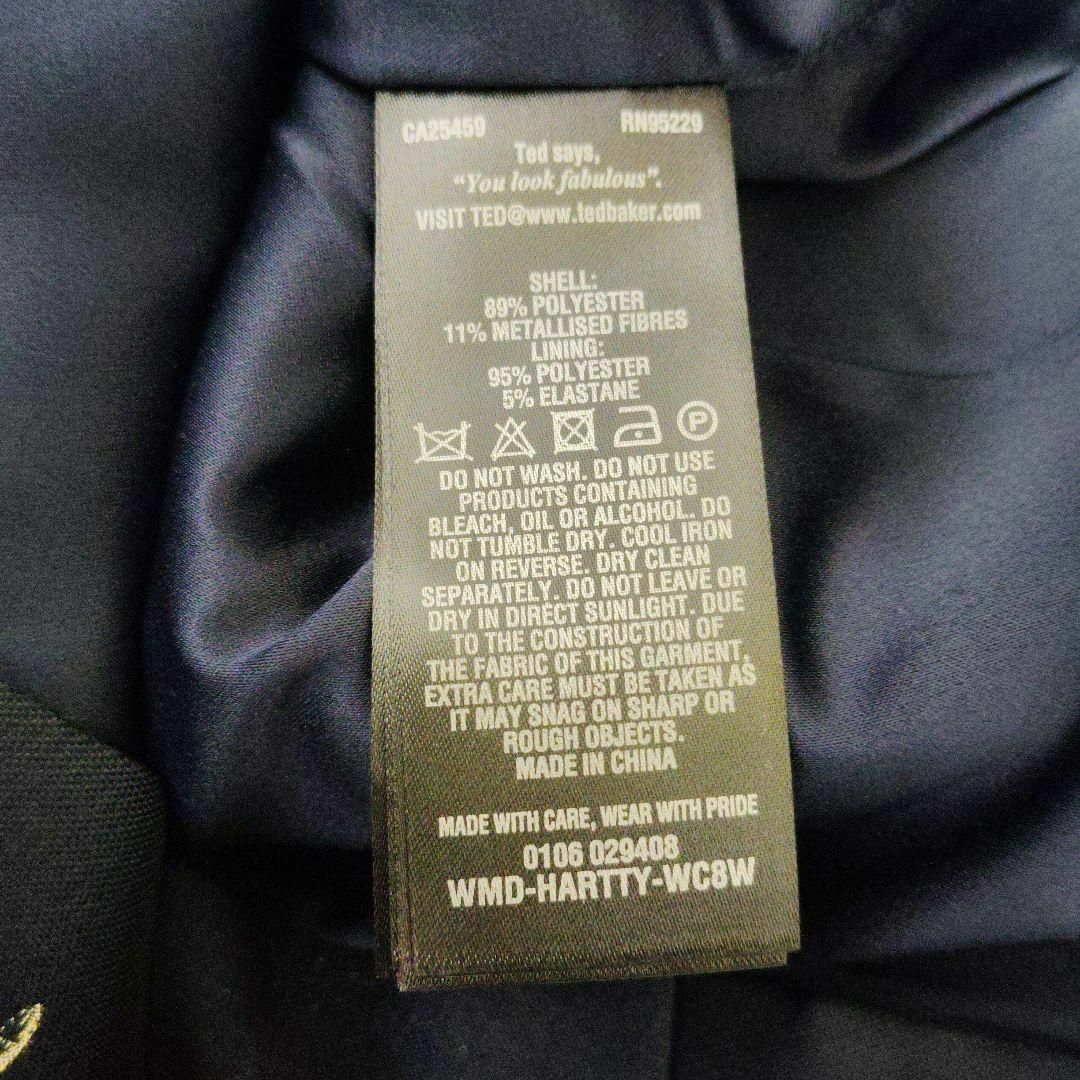 CA25459 RN95229
Ted says,
"You look fabulous".
VISIT TED@www.tedbaker.com
SHELL:
89% POLYESTER
11% METALLISED FIBRES
LINING:
95% POLYESTER
5% ELASTANE
P
DO NOT WASH. DO NOT USE
PRODUCTS CONTAINING
BLEACH, OIL OR ALCOHOL. DO
NOT TUMBLE DRY. COOL IRON
ON REVERSE. DRY CLEAN
SEPARATELY. DO NOT LEAVE OR
DRY IN DIRECT SUNLIGHT. DUE
TO THE CONSTRUCTION OF
THE FABRIC OF THIS GARMENT,
EXTRA CARE MUST BE TAKEN AS
IT MAY SNAG ON SHARP OR
ROUGH OBJECTS.
MADE IN CHINA
MADE WITH CARE, WEAR WITH PRIDE
0106 029408
WMD-HARTTY-WC8W